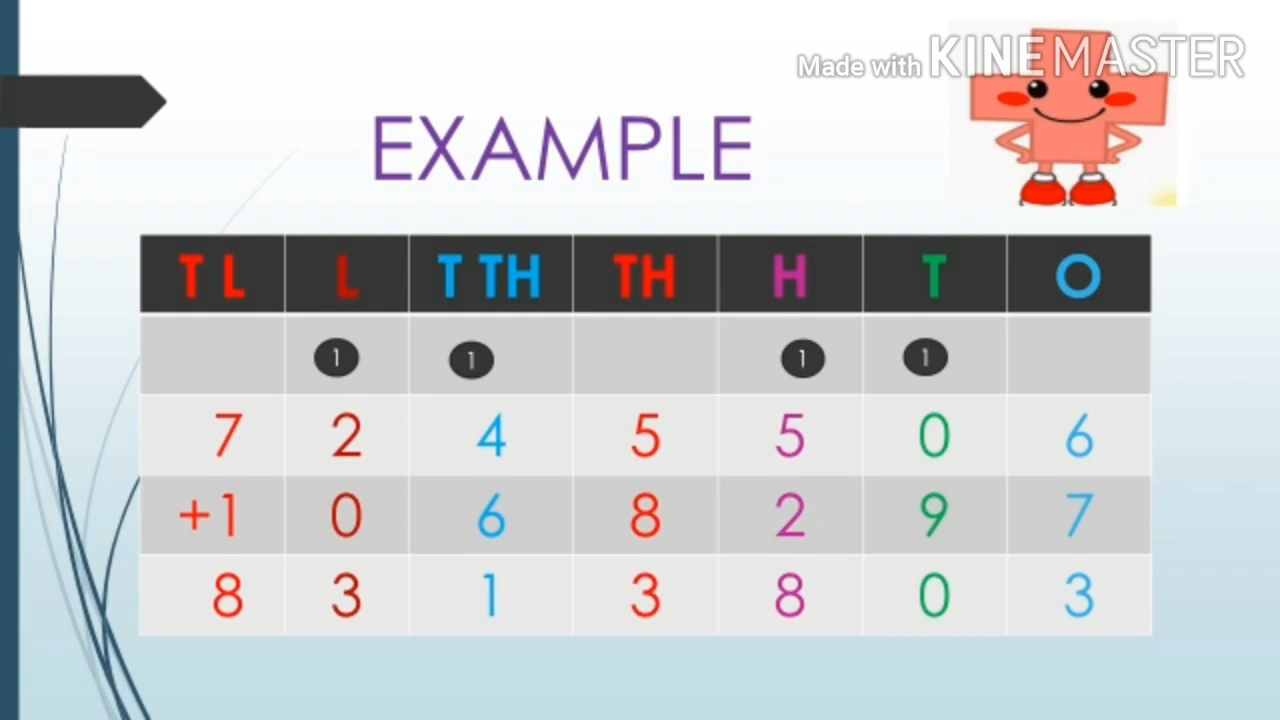 Made with KINEMASTER
EXAMPLE
T L L T TH TH H T O
1 1 1 1
7 2 4 5 5 0 6
+1 0 6 8 2 9 7
8 3 1 3 8 0 3